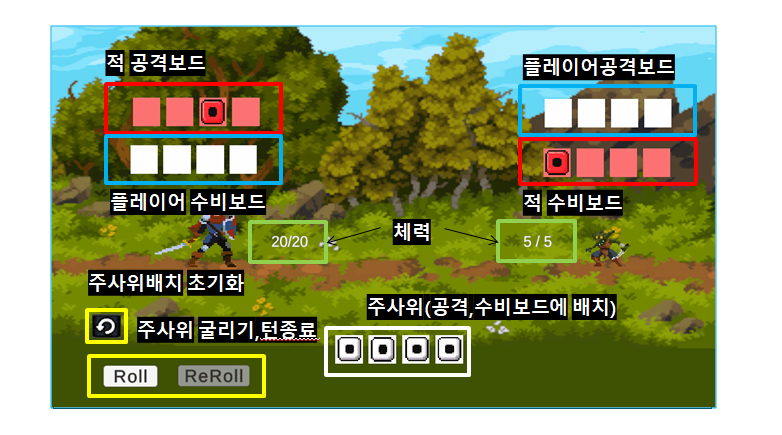 적 공격보드
플레이어공격보드
플레이어 수비보드
적 수비보드
20/20
체력
5 / 5
주사위배치 초기화
주사위(공격,수비보드에 배치)
주사위 굴리기,턴종료
Roll
ReRoll